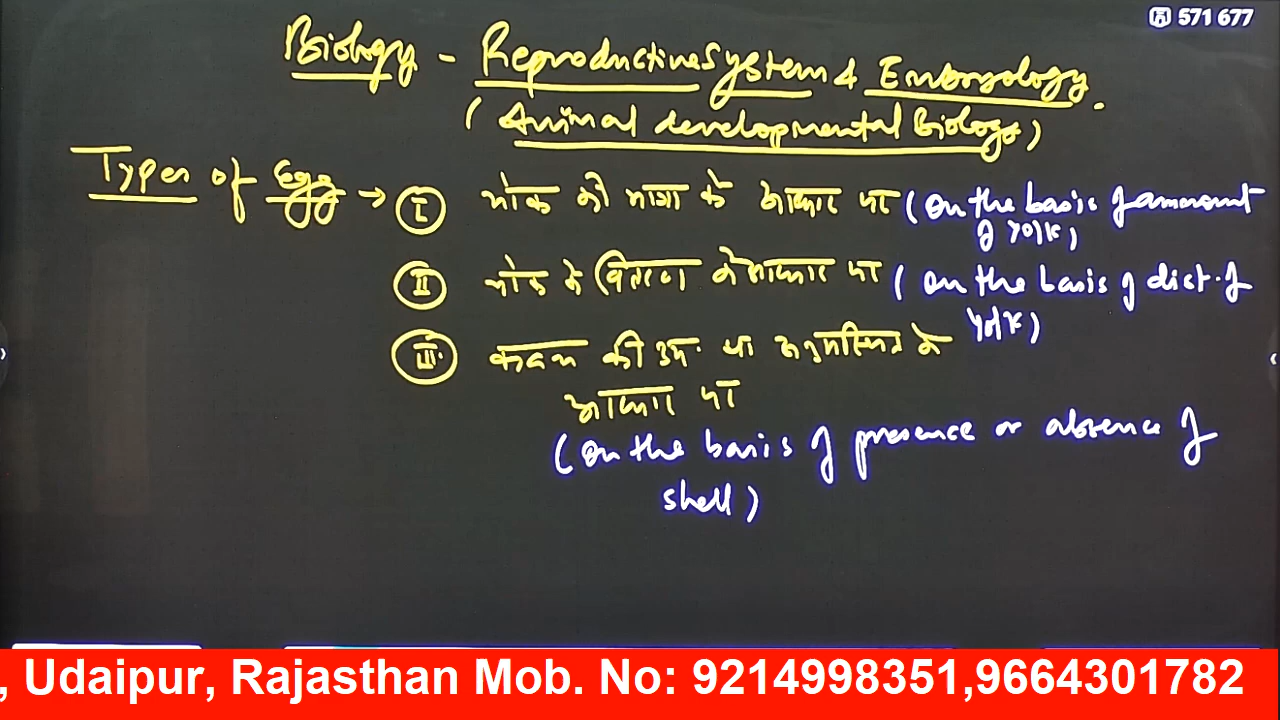 571 677
Biology - Reproductive System & Embryology.
(Animal developmental Biology)
Types of Egg → I योक की मात्रा के आधार पर (on the basis of amount
of yolk)
II योक के वितरण के आधार पर (on the basis of dist. of
yolk)
III. कवच की उप. या अनुपस्थिति के
आधार पर
(on the basis of presence or absence of
shell)
, Udaipur, Rajasthan Mob. No: 9214998351,9664301782